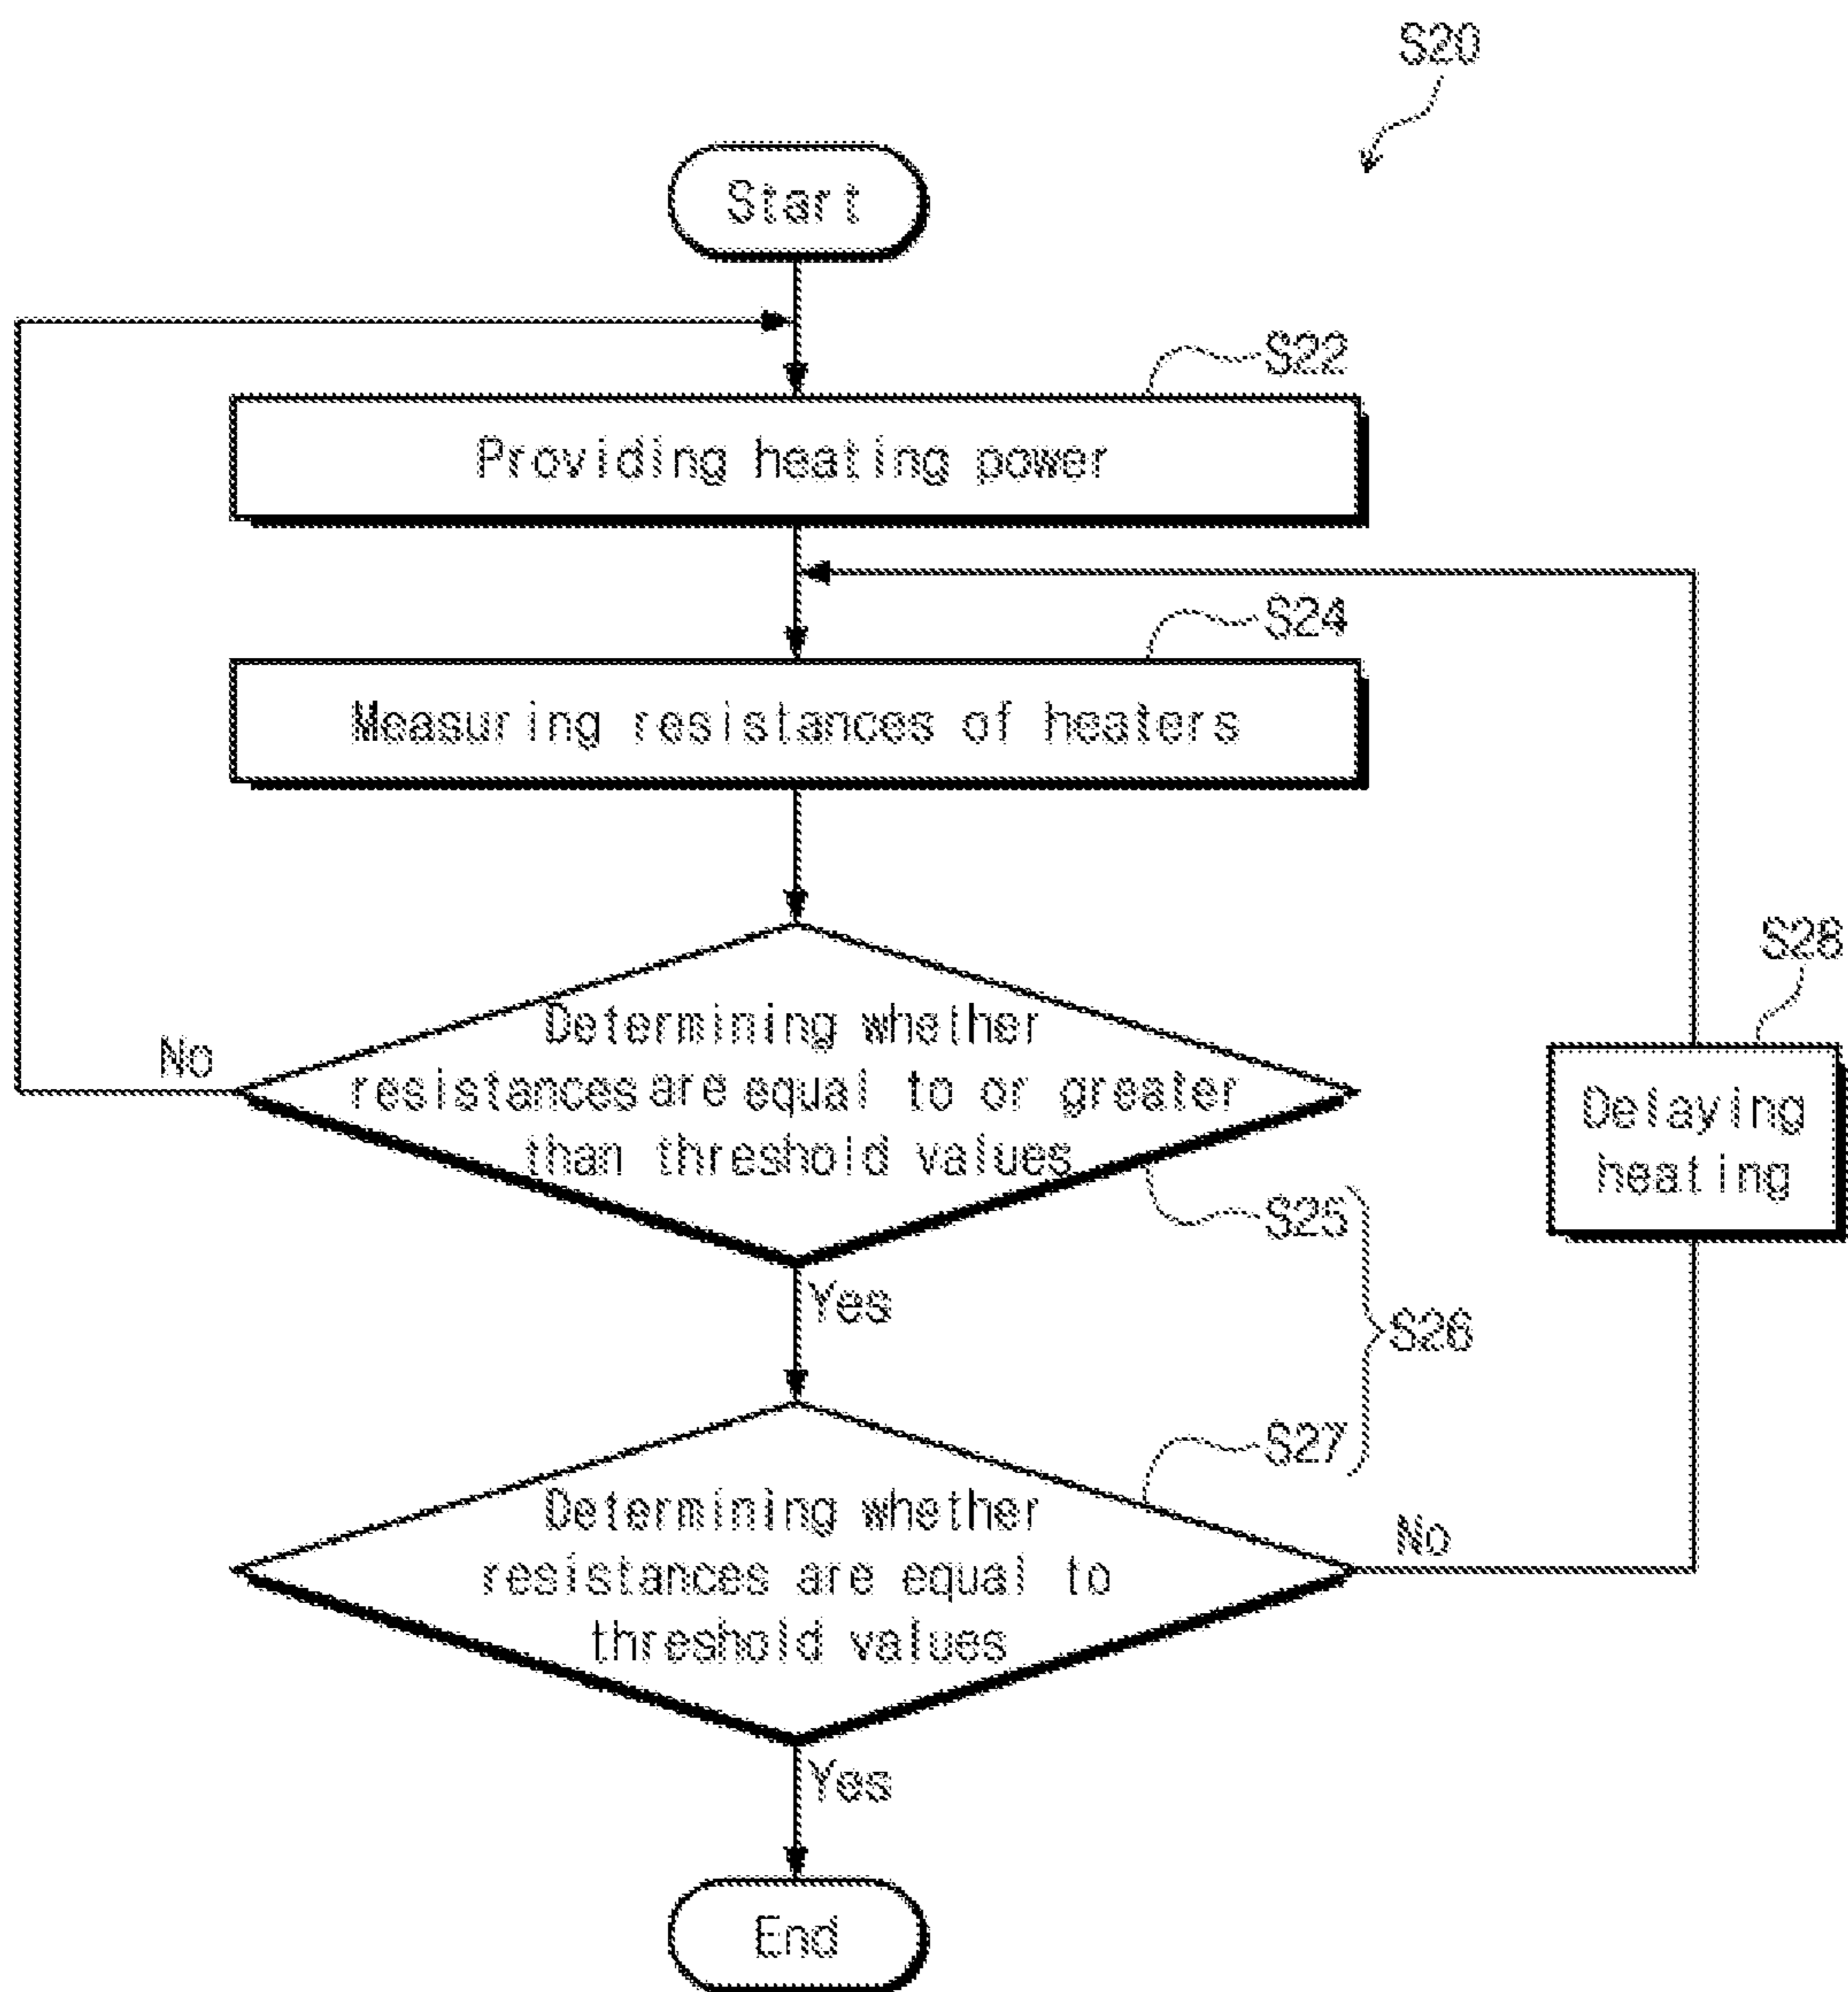 S20
Start
S22
Providing heating power
S24
Measuring resistances of heaters
S28
Determining whether
resistances are equal to or greater
than threshold values
No
Delaying
heating
S25
Yes
S26
S27
Determining whether
resistances are equal to
threshold values
No
Yes
End